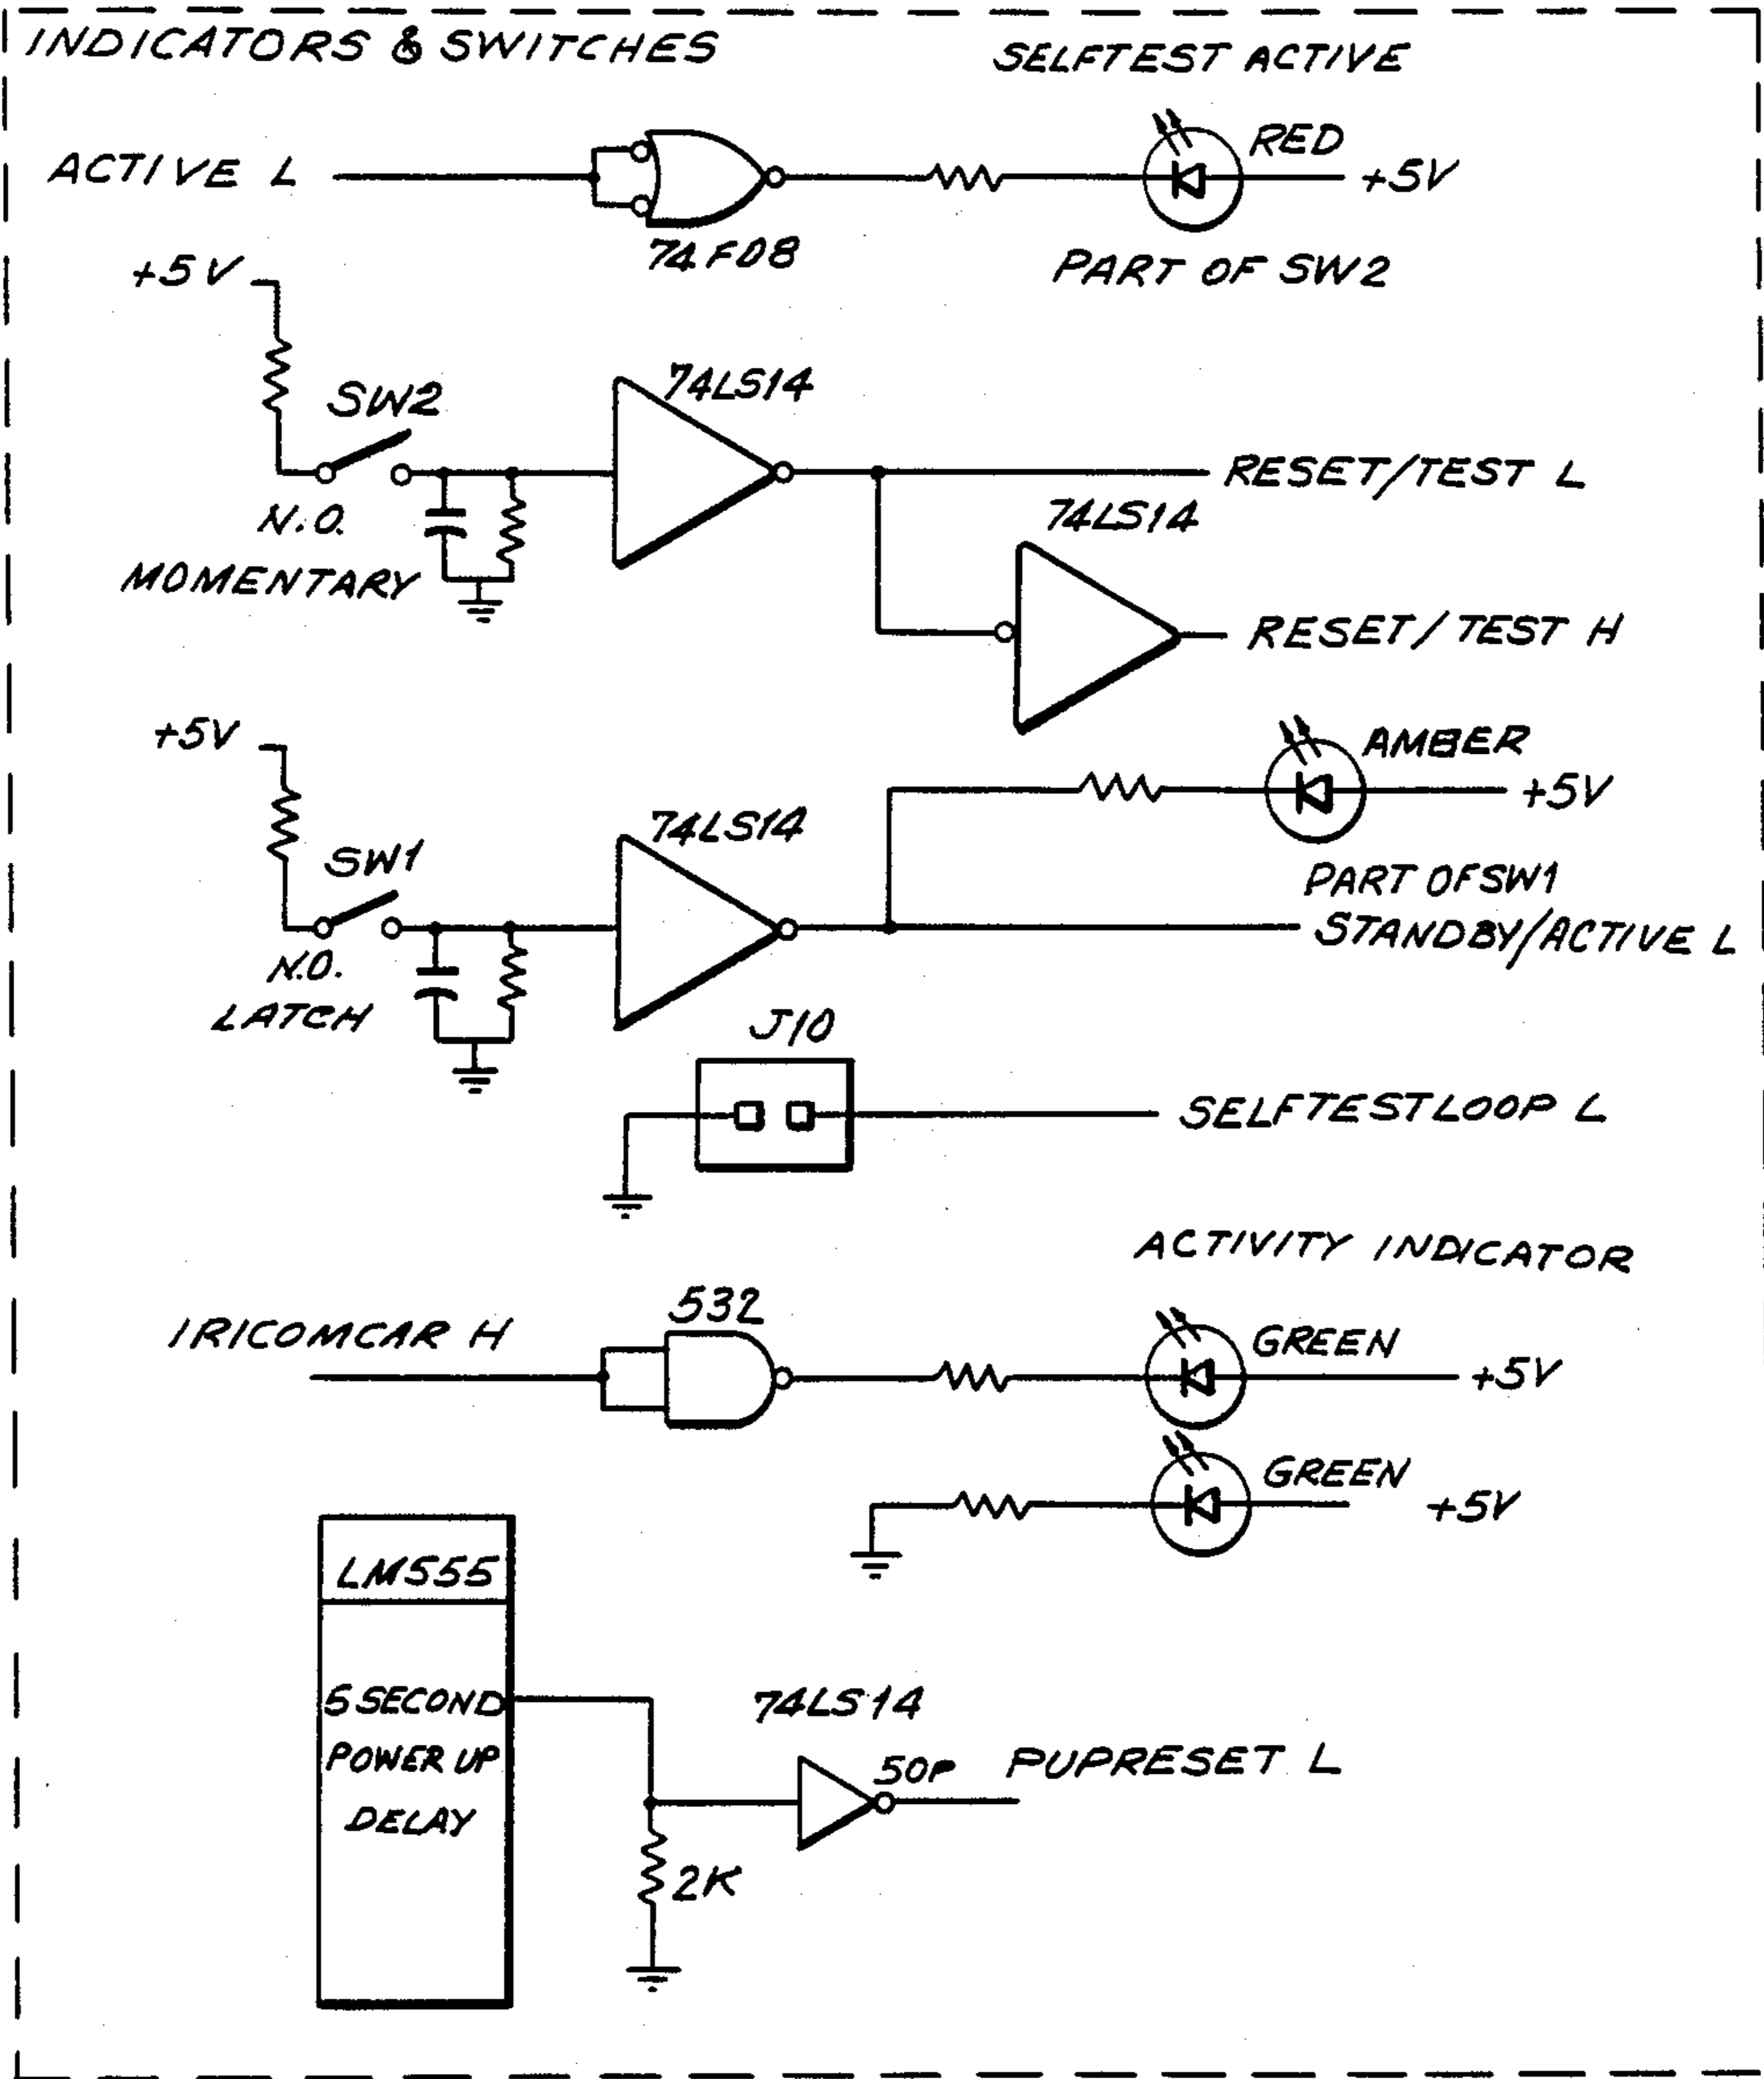 INDICATORS & SWITCHES
SELFTEST ACTIVE
ACTIVE L
RED
+5V
74F08
PART OF SW2
+5V
74LS14
SW2
RESET/TEST L
N.O.
74LS14
MOMENTARY
RESET/TEST H
+5V
AMBER
+5V
74LS14
SW1
PART OF SW1
STANDBY/ACTIVE L
N.O.
LATCH
J10
SELFTESTLOOP L
ACTIVITY INDICATOR
532
IRICOMCAR H
GREEN
+5V
GREEN
+5V
LM555
5 SECOND
POWER UP
DELAY
74LS14
50P
PUPRESET L
2K